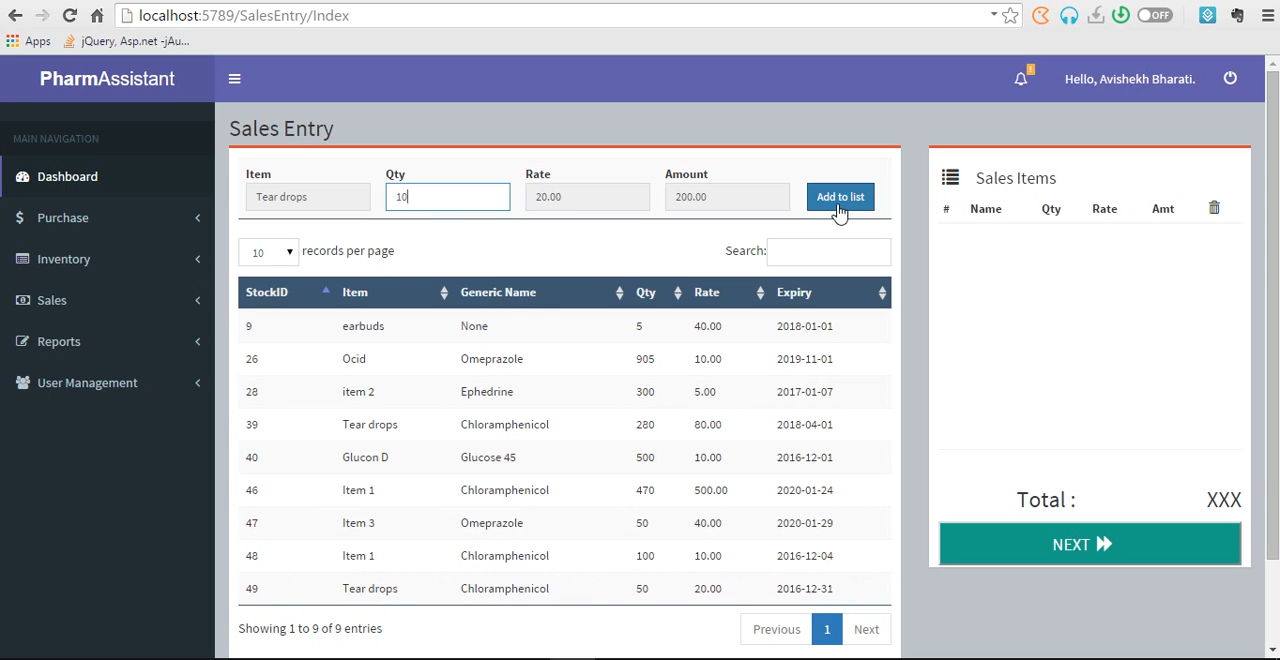 localhost:5789/SalesEntry/Index
OFF
Apps jQuery, Asp.net -jAu...
PharmAssistant
Hello, Avishekh Bharati.
MAIN NAVIGATION
Dashboard
Purchase
Inventory
Sales
Reports
User Management
Sales Entry
Item Qty Rate Amount
Tear drops 10 20.00 200.00 Add to list
10 records per page Search:
StockID Item Generic Name Qty Rate Expiry
9 earbuds None 5 40.00 2018-01-01
26 Ocid Omeprazole 905 10.00 2019-11-01
28 item 2 Ephedrine 300 5.00 2017-01-07
39 Tear drops Chloramphenicol 280 80.00 2018-04-01
40 Glucon D Glucose 45 500 10.00 2016-12-01
46 Item 1 Chloramphenicol 470 500.00 2020-01-24
47 Item 3 Omeprazole 50 40.00 2020-01-29
48 Item 1 Chloramphenicol 100 10.00 2016-12-04
49 Tear drops Chloramphenicol 50 20.00 2016-12-31
Showing 1 to 9 of 9 entries
Previous 1 Next
Sales Items
# Name Qty Rate Amt
Total : XXX
NEXT